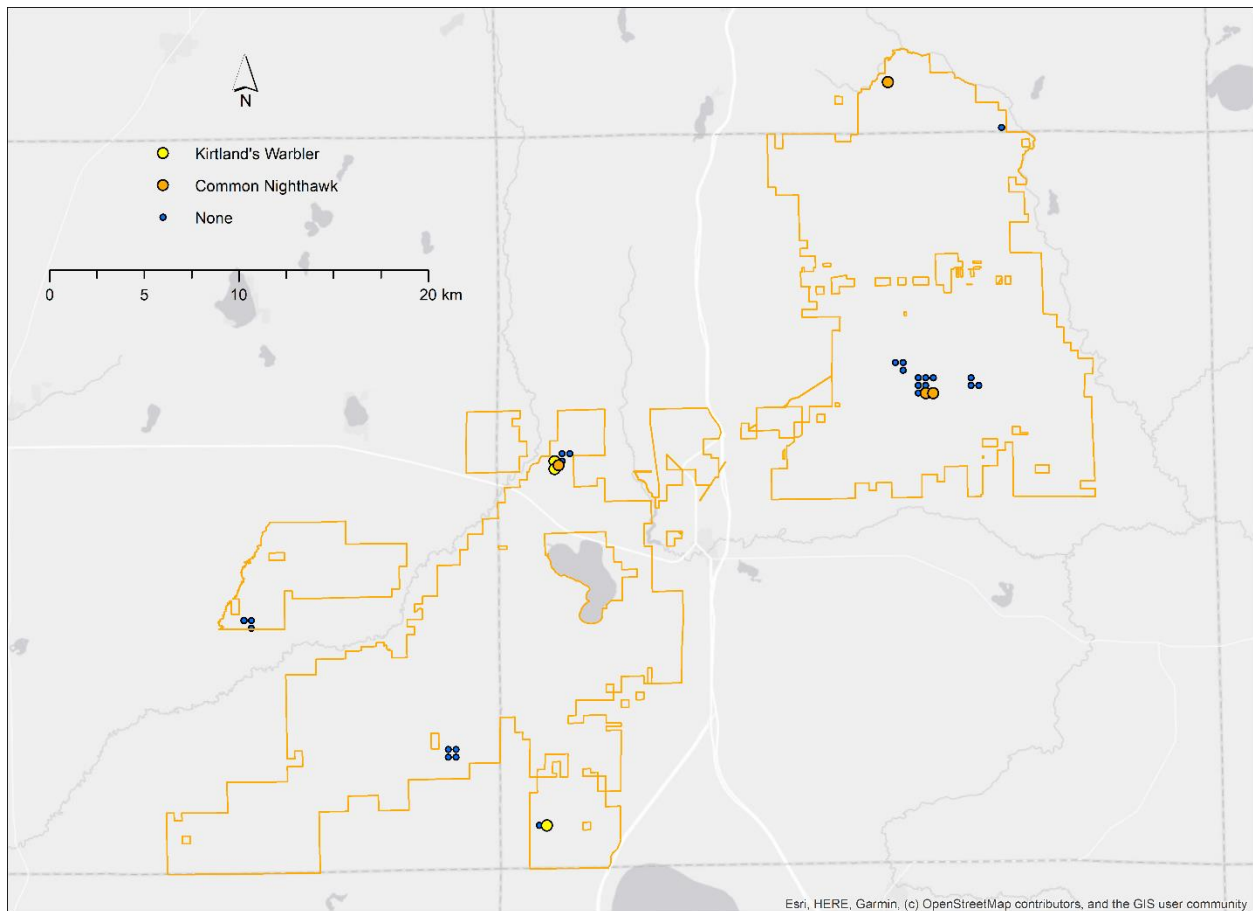 N
Kirtland's Warbler
Common Nighthawk
None
0 5 10 20 km
Esri, HERE, Garmin, (c) OpenStreetMap contributors, and the GIS user community